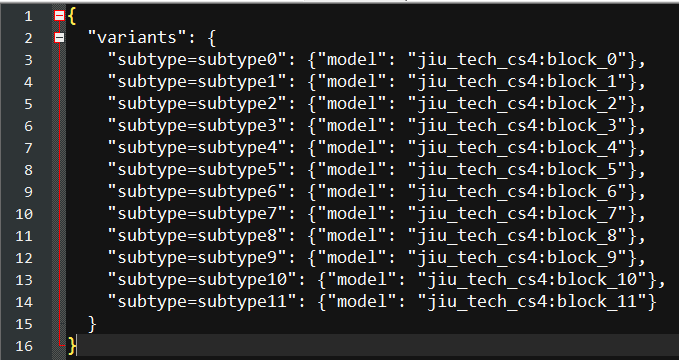 1 {
2 "variants": {
3 "subtype=subtype0": {"model": "jiu_tech_cs4:block_0"},
4 "subtype=subtype1": {"model": "jiu_tech_cs4:block_1"},
5 "subtype=subtype2": {"model": "jiu_tech_cs4:block_2"},
6 "subtype=subtype3": {"model": "jiu_tech_cs4:block_3"},
7 "subtype=subtype4": {"model": "jiu_tech_cs4:block_4"},
8 "subtype=subtype5": {"model": "jiu_tech_cs4:block_5"},
9 "subtype=subtype6": {"model": "jiu_tech_cs4:block_6"},
10 "subtype=subtype7": {"model": "jiu_tech_cs4:block_7"},
11 "subtype=subtype8": {"model": "jiu_tech_cs4:block_8"},
12 "subtype=subtype9": {"model": "jiu_tech_cs4:block_9"},
13 "subtype=subtype10": {"model": "jiu_tech_cs4:block_10"},
14 "subtype=subtype11": {"model": "jiu_tech_cs4:block_11"}
15 }
16 }